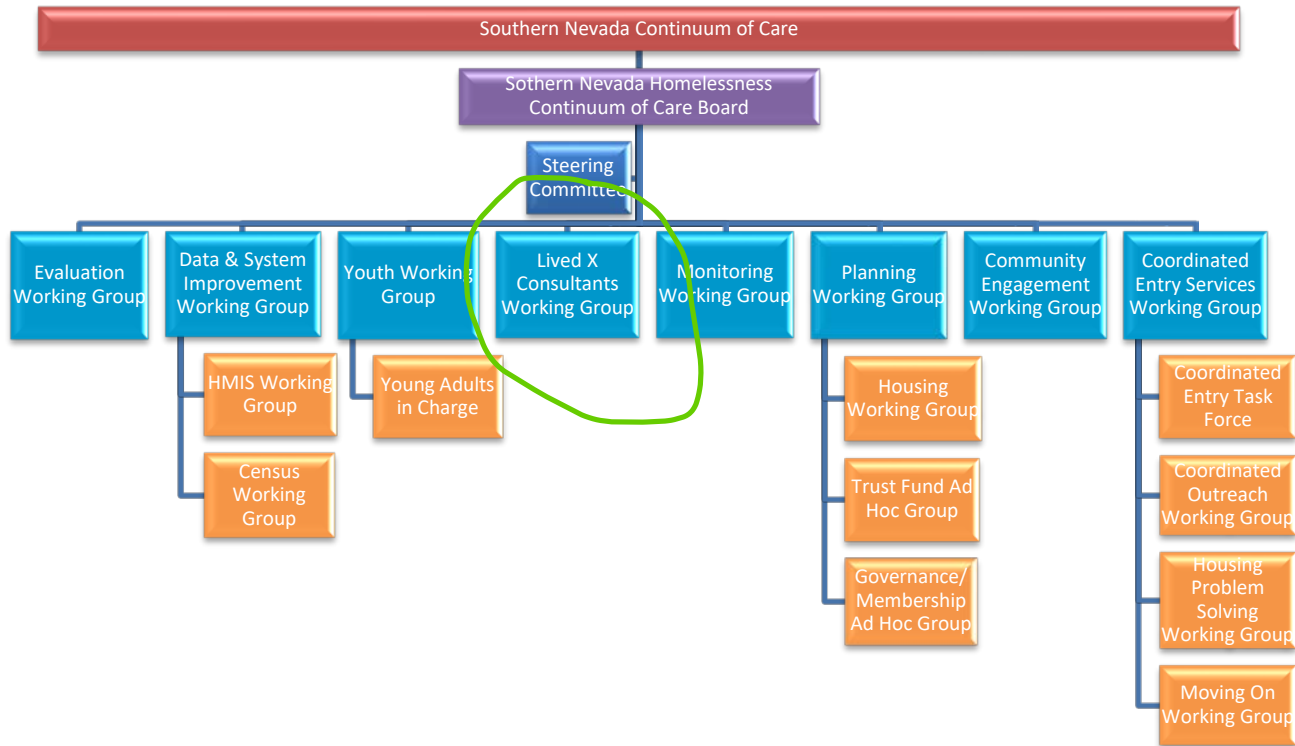 Southern Nevada Continuum of Care
Sothern Nevada Homelessness
Continuum of Care Board
Steering
Committee
Evaluation
Working Group
Data & System
Improvement
Working Group
Youth Working
Group
Lived X
Consultants
Working Group
Monitoring
Working Group
Planning
Working Group
Community
Engagement
Working Group
Coordinated
Entry Services
Working Group
HMIS Working
Group
Census
Working
Group
Young Adults
in Charge
Housing
Working Group
Trust Fund Ad
Hoc Group
Governance/
Membership
Ad Hoc Group
Coordinated
Entry Task
Force
Coordinated
Outreach
Working Group
Housing
Problem
Solving
Working Group
Moving On
Working Group